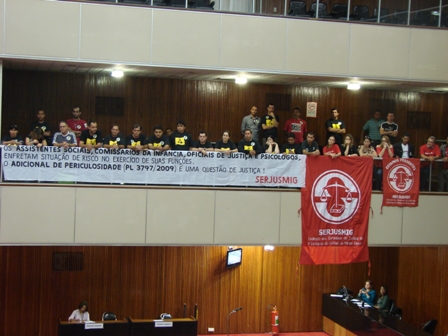 OS ASSISTENTES SOCIAIS, COMISSÁRIOS DA INFÂNCIA, OFICIAIS DE JUSTIÇA E PSICÓLOGOS,
ENFRENTAM SITUAÇÃO DE RISCO NO EXERCÍCIO DE SUAS FUNÇÕES.
O ADICIONAL DE PERICULOSIDADE (PL 3797/2009) É UMA QUESTÃO DE JUSTIÇA!
SERJUSMIG
SERJUSMIG